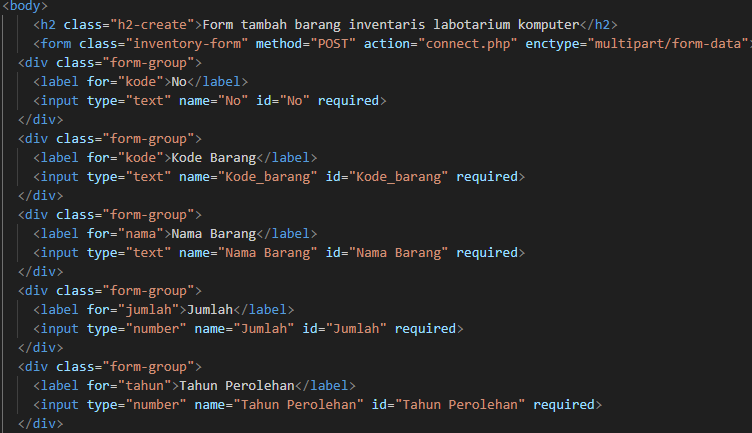 <body>
<h2 class="h2-create">Form tambah barang inventaris labotarium komputer</h2>
<form class="inventory-form" method="POST" action="connect.php" enctype="multipart/form-data">
<div class="form-group">
<label for="kode">No</label>
<input type="text" name="No" id="No" required>
</div>
<div class="form-group">
<label for="kode">Kode Barang</label>
<input type="text" name="Kode_barang" id="Kode_barang" required>
</div>
<div class="form-group">
<label for="nama">Nama Barang</label>
<input type="text" name="Nama Barang" id="Nama Barang" required>
</div>
<div class="form-group">
<label for="jumlah">Jumlah</label>
<input type="number" name="Jumlah" id="Jumlah" required>
</div>
<div class="form-group">
<label for="tahun">Tahun Perolehan</label>
<input type="number" name="Tahun Perolehan" id="Tahun Perolehan" required>
</div>